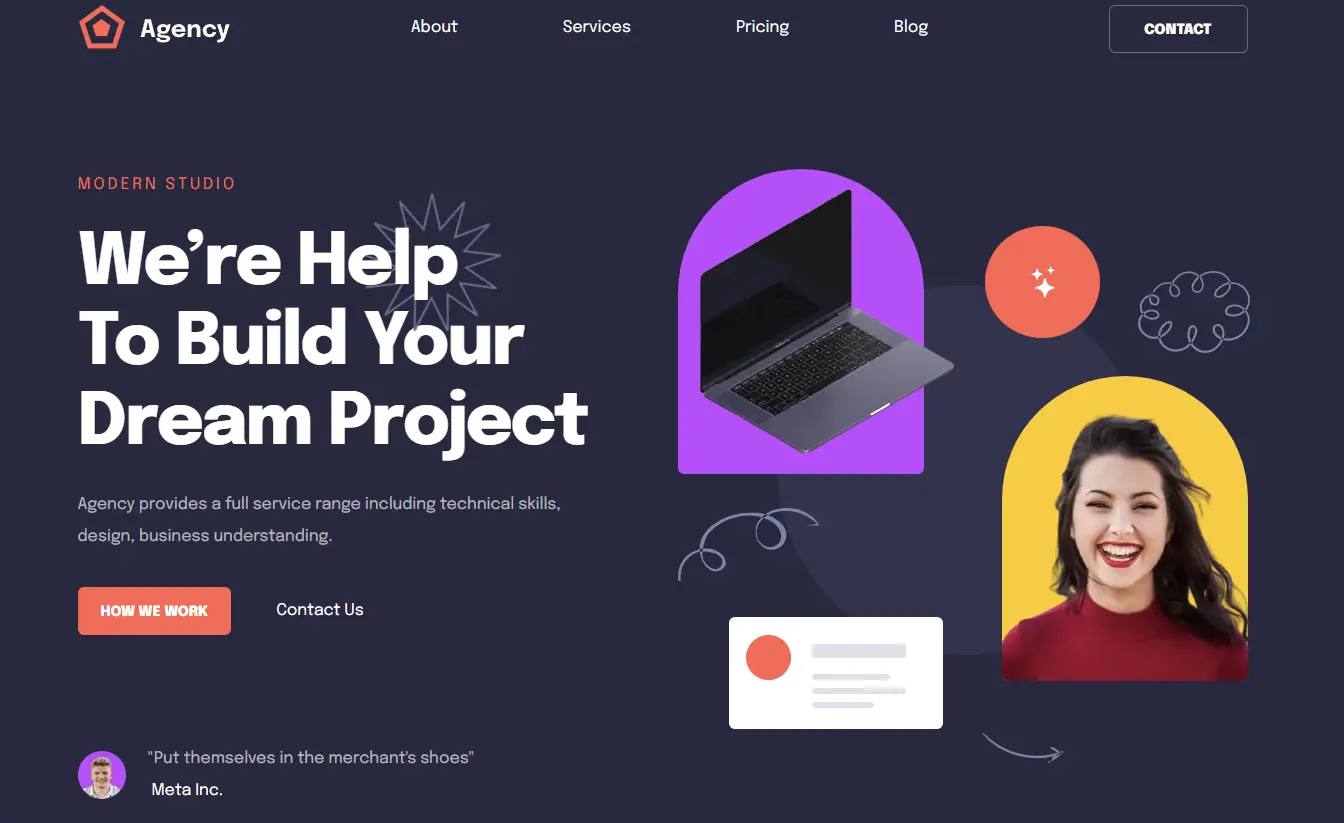 Agency
About
Services
Pricing
Blog
CONTACT
MODERN STUDIO
We’re Help
To Build Your
Dream Project
Agency provides a full service range including technical skills,
design, business understanding.
HOW WE WORK
Contact Us
"Put themselves in the merchant's shoes"
Meta Inc.